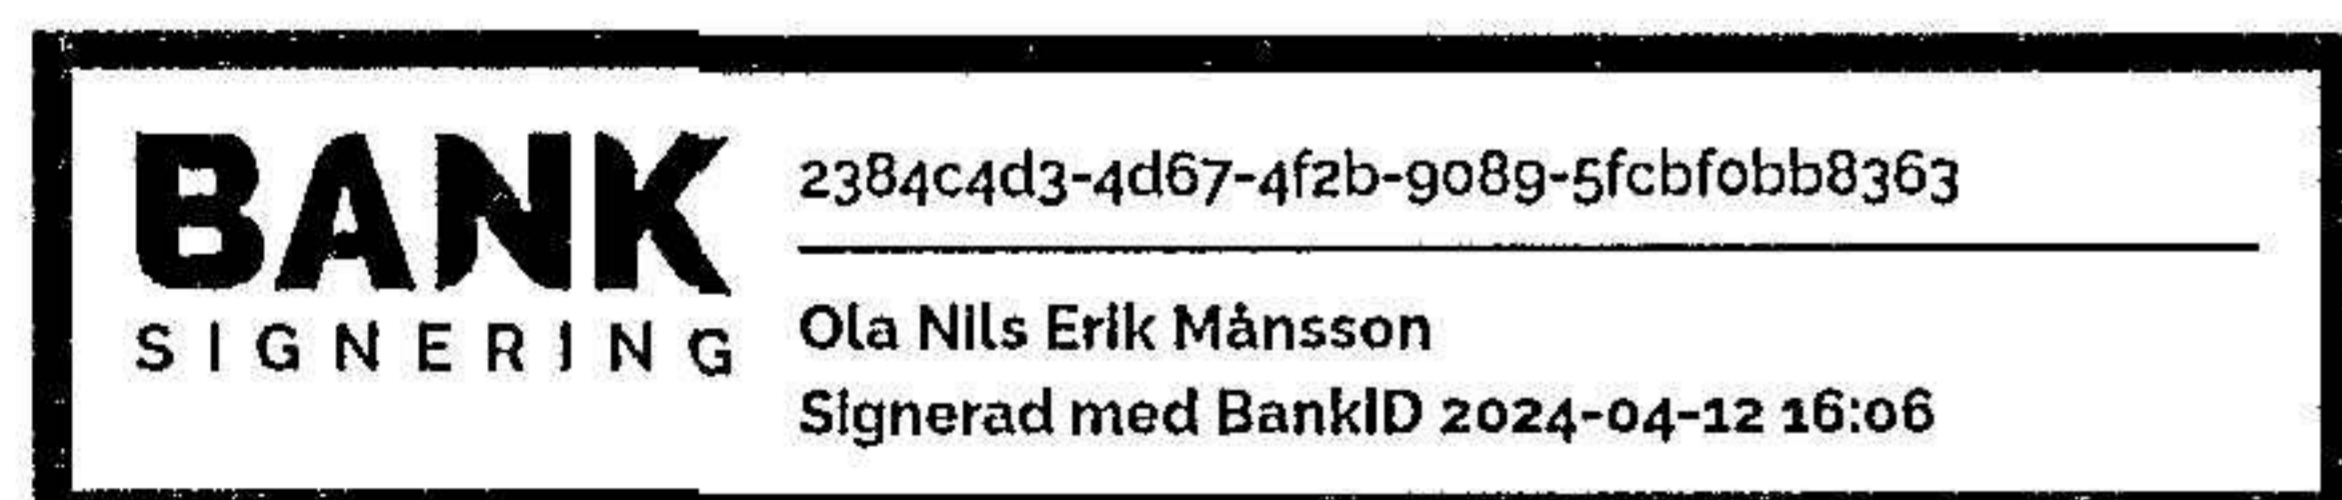 BANK
SIGNERING
2384c4d3-4d67-4f2b-9089-5fcbf0bb8363
Ola Nils Erik Månsson
Signerad med BankID 2024-04-12 16:06